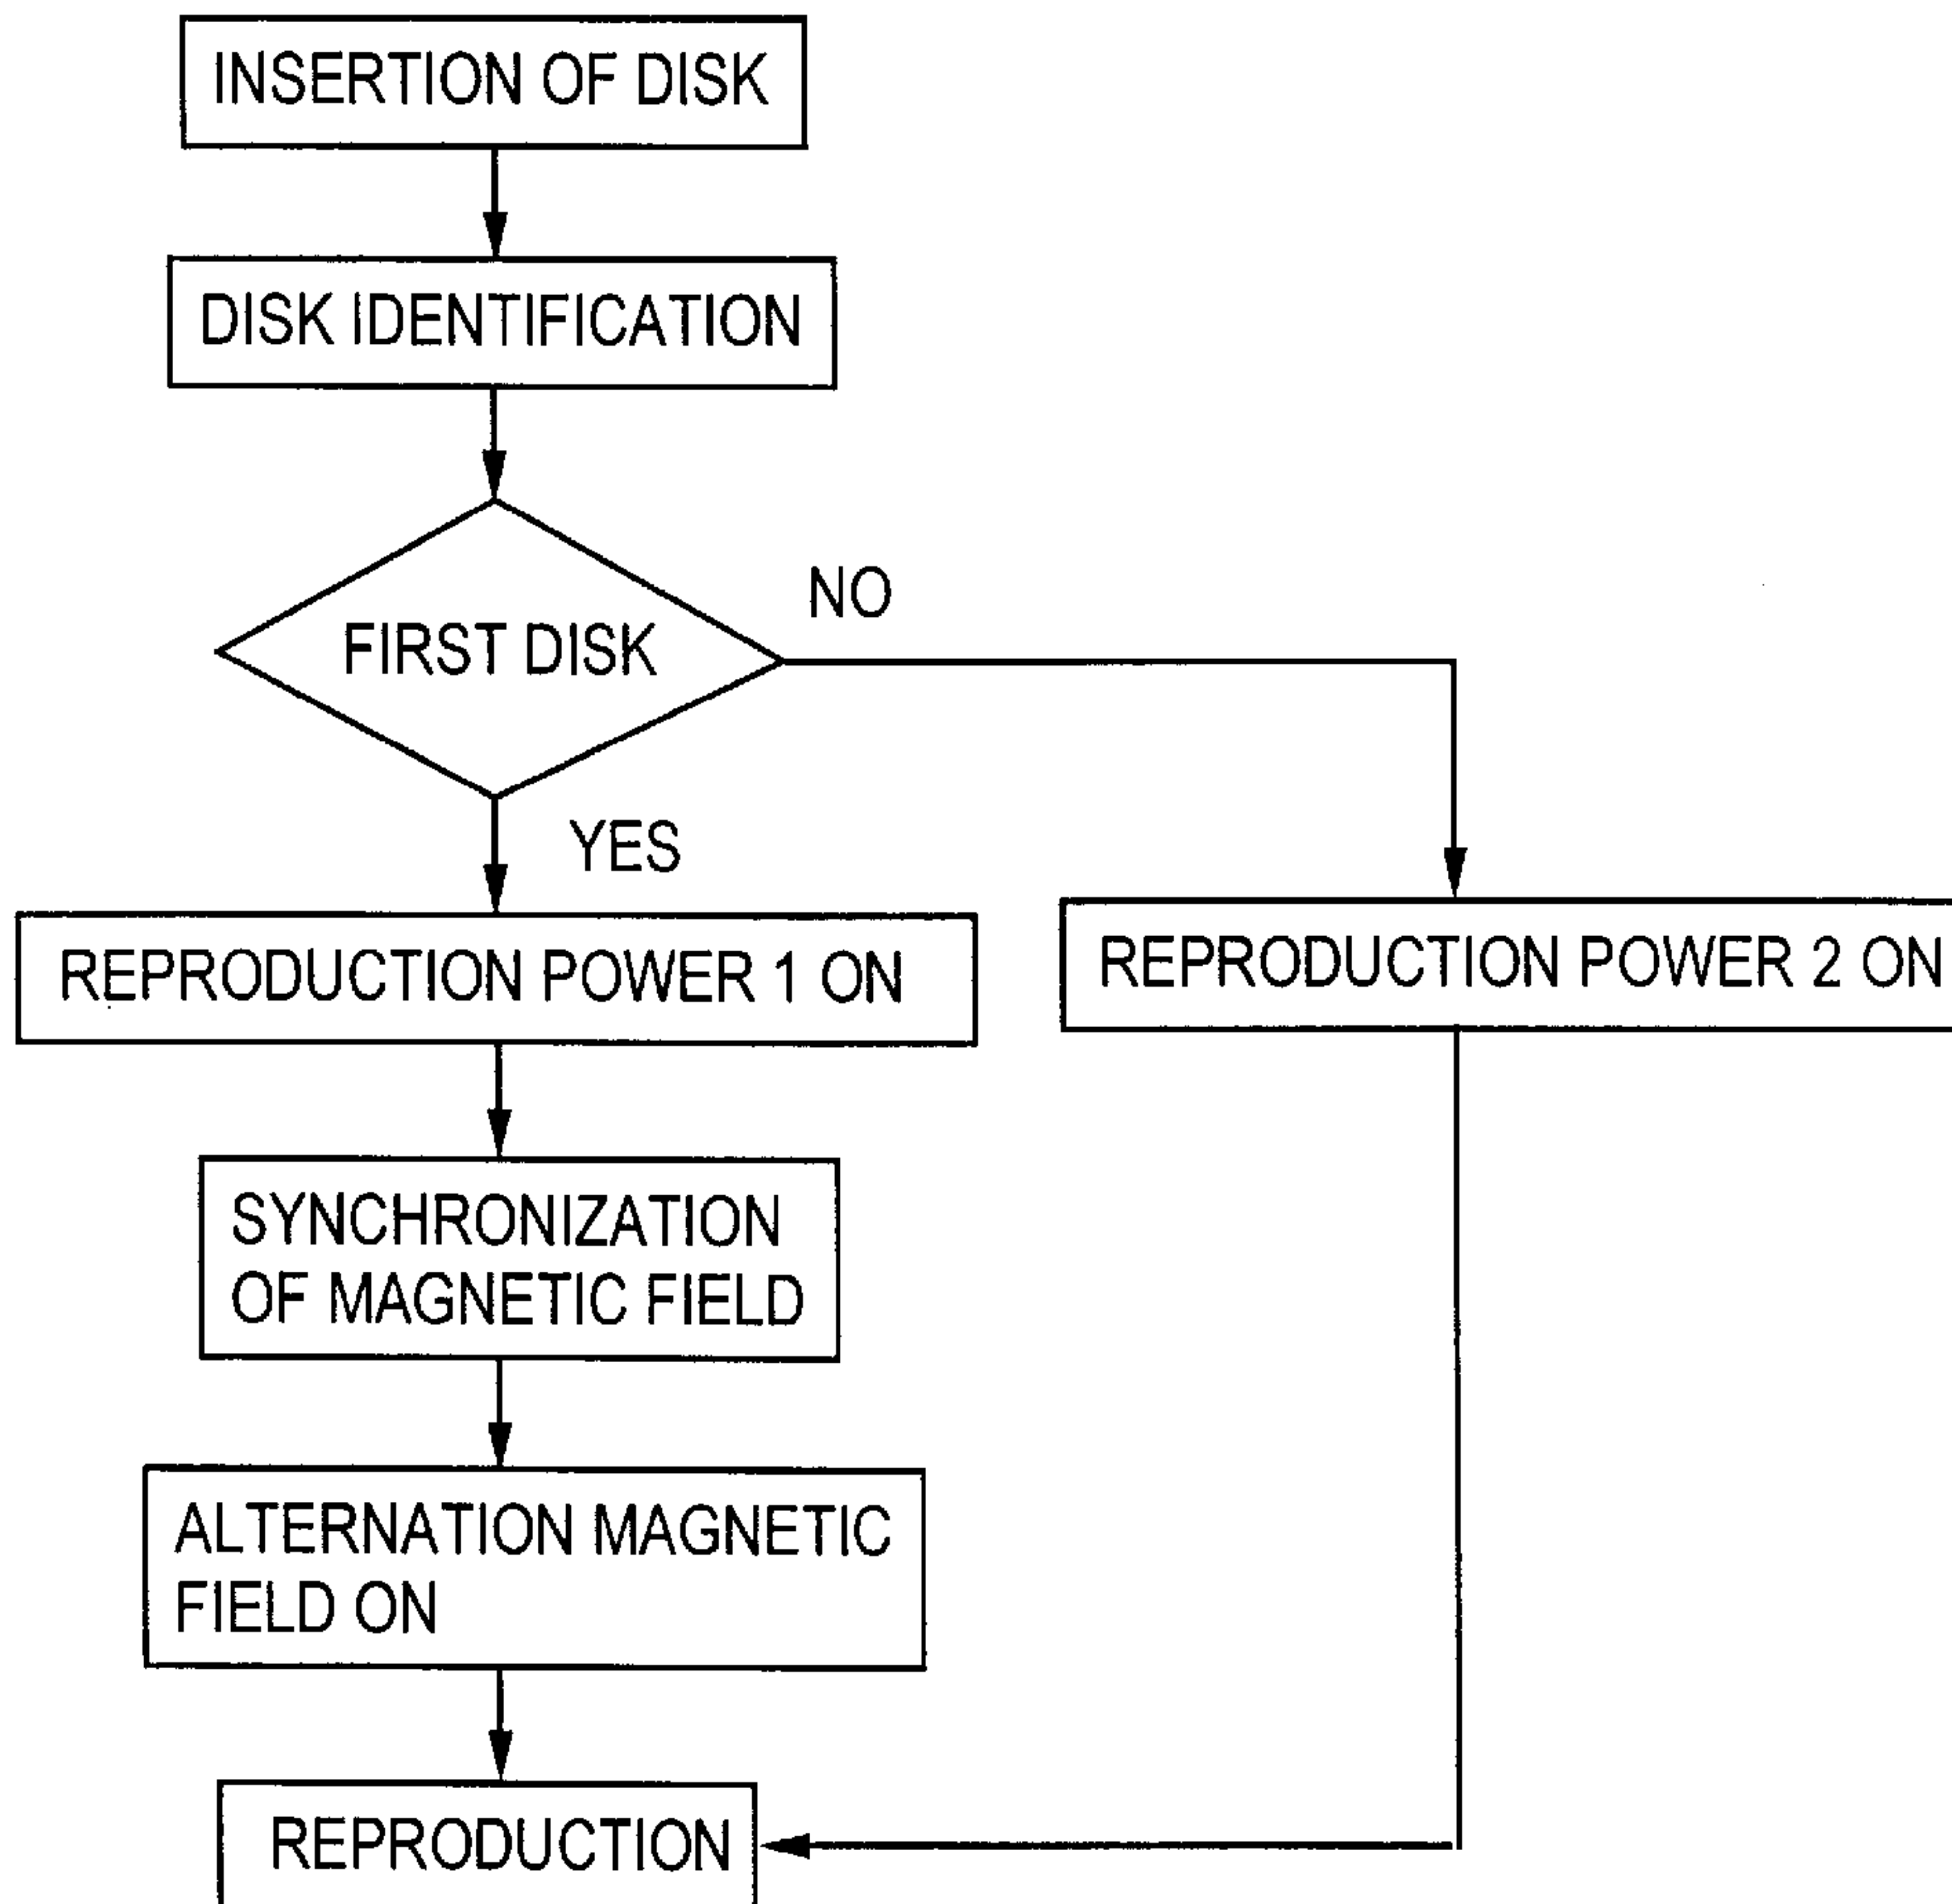 INSERTION OF DISK
DISK IDENTIFICATION
FIRST DISK
NO
YES
REPRODUCTION POWER 1 ON
REPRODUCTION POWER 2 ON
SYNCHRONIZATION
OF MAGNETIC FIELD
ALTERNATION MAGNETIC
FIELD ON
REPRODUCTION